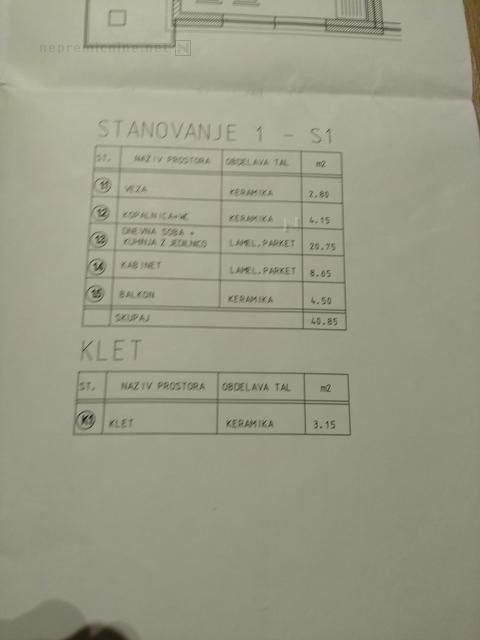 nepremicnine.net N
STANOVANJE 1 - S1
ST. NAZIV PROSTORA OBDELAVA TAL m2
11 VEZA KERAMIKA 2.80
12 KOPALNICA+WC KERAMIKA 4.15
13 DNEVNA SOBA + KUHINJA Z JEDILNICO LAMEL.PARKET 20.75
14 KABINET LAMEL.PARKET 8.65
15 BALKON KERAMIKA 4.50
SKUPAJ 40.85
KLET
ST. NAZIV PROSTORA OBDELAVA TAL m2
K1 KLET KERAMIKA 3.15